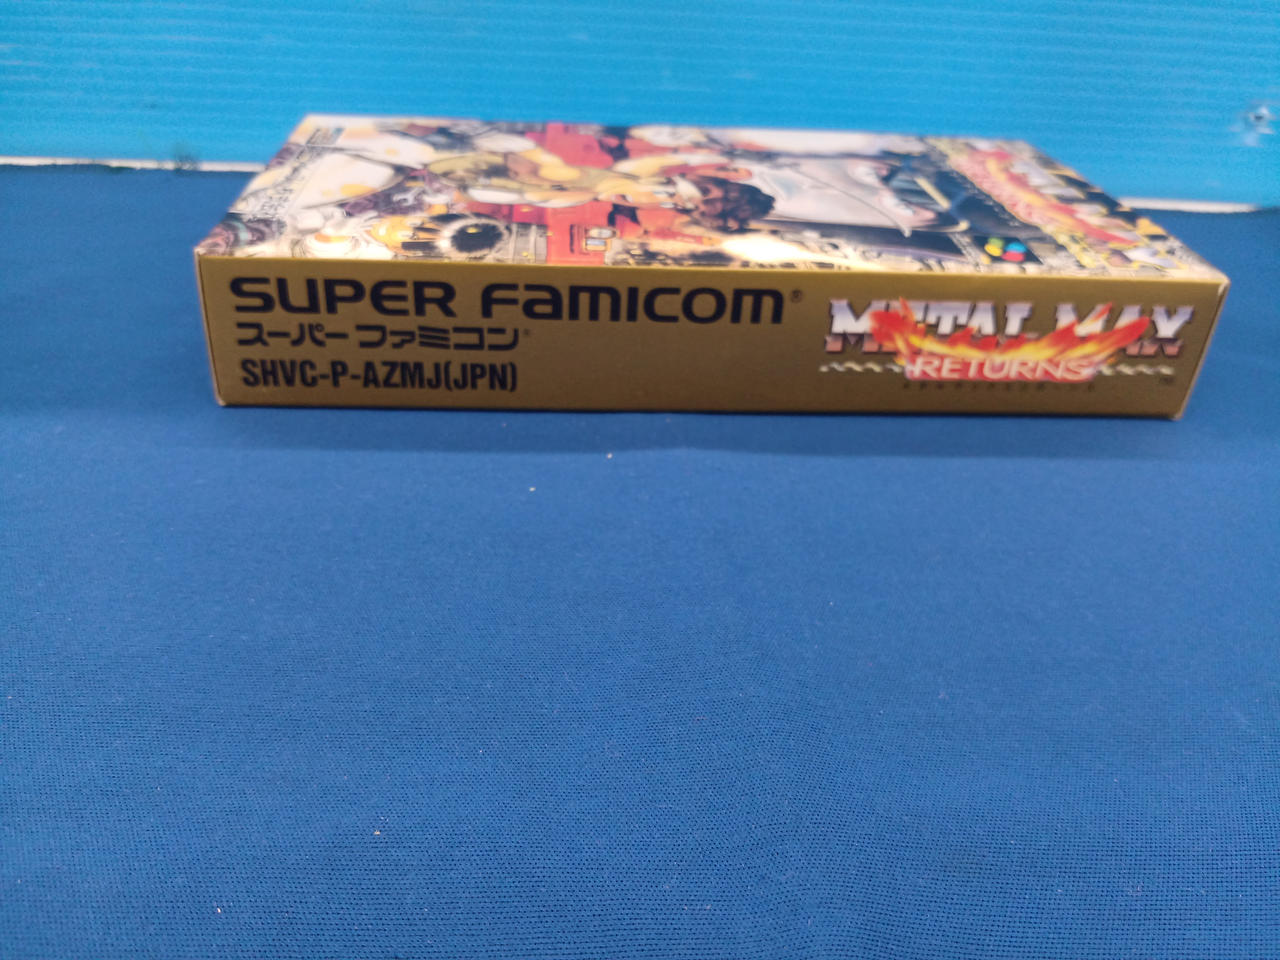 SUPER FAMICOM®
スーパーファミコン®
SHVC-P-AZMJ(JPN)
METAL MAX
RETURNS